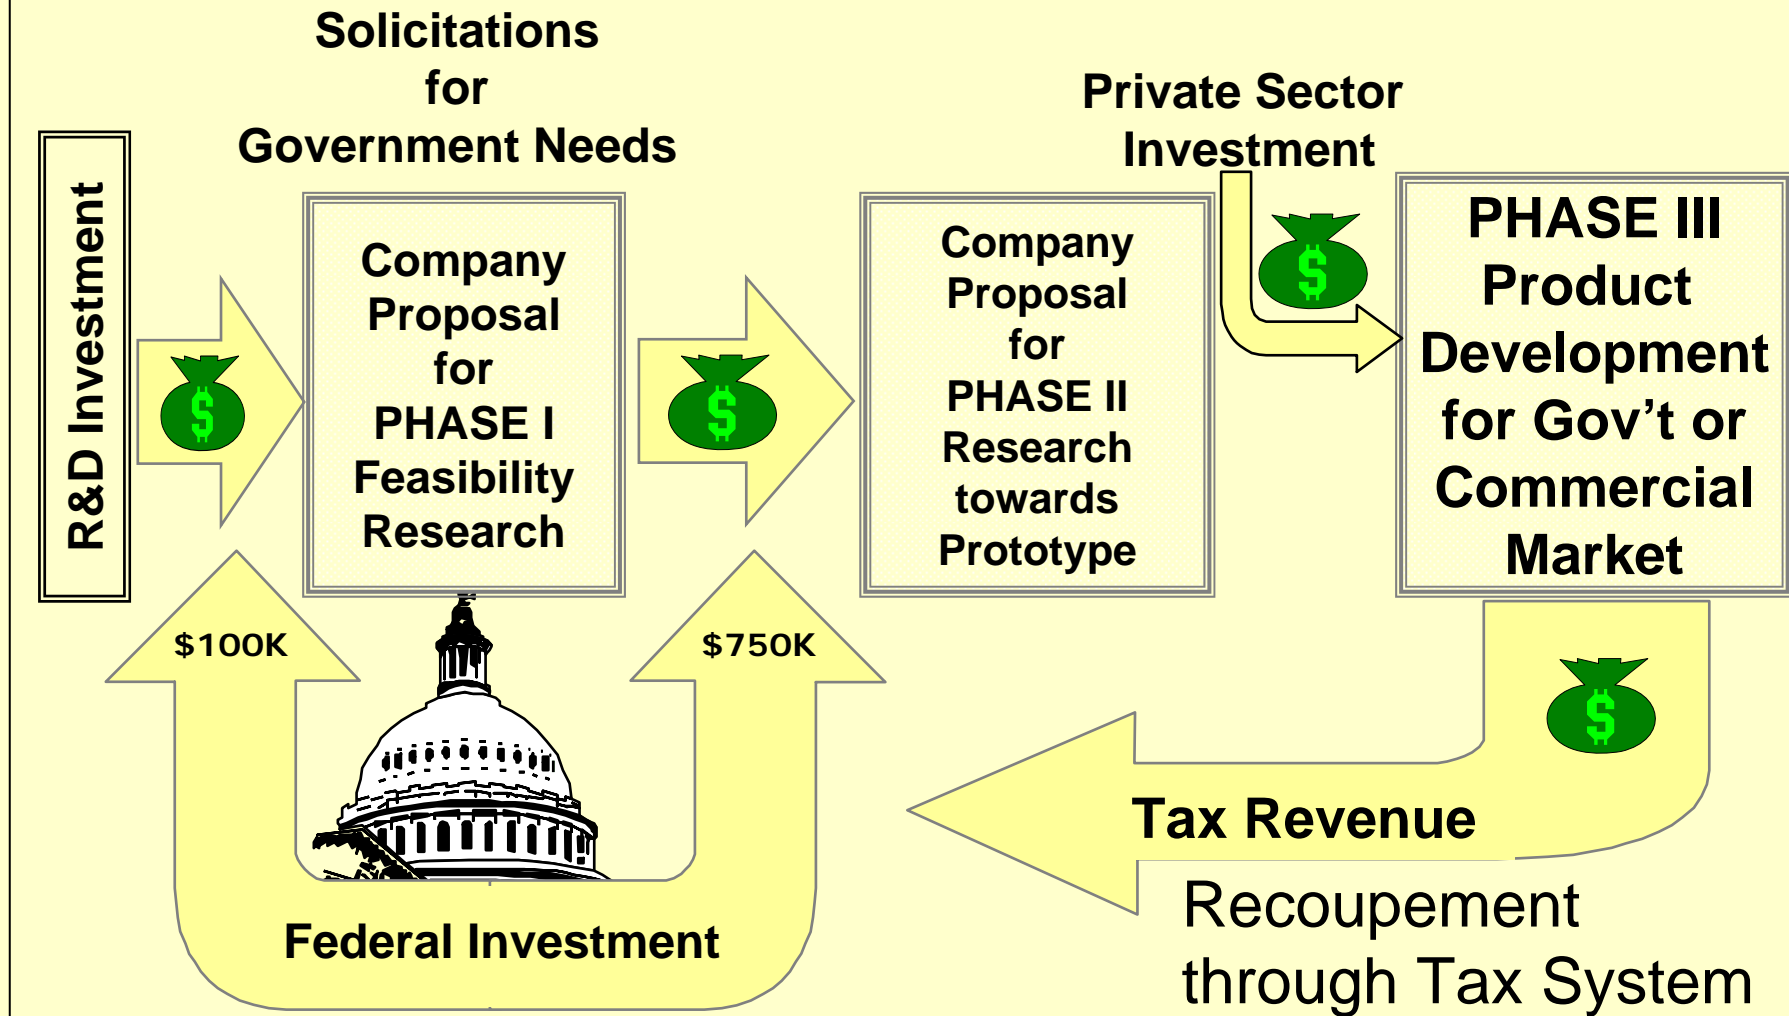 Solicitations
for
Government Needs
Private Sector
Investment
R&D Investment
$
Company
Proposal
for
PHASE I
Feasibility
Research
$
Company
Proposal
for
PHASE II
Research
towards
Prototype
$
PHASE III
Product
Development
for Gov’t or
Commercial
Market
$100K
$750K
$
Tax Revenue
Federal Investment
Recoupement
through Tax System